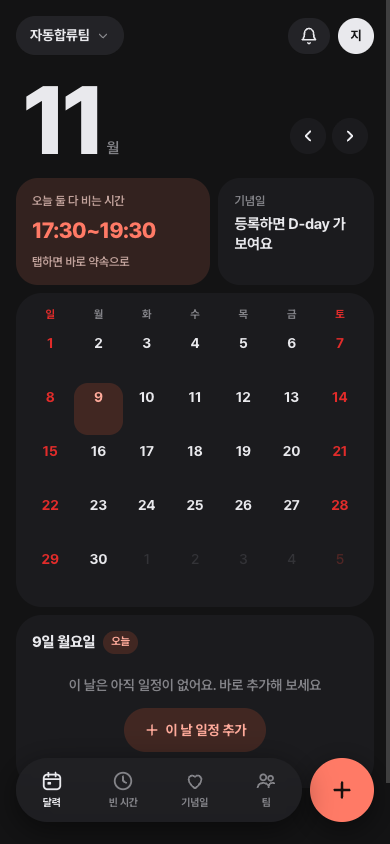 자동합류팀
지
11 월
오늘 둘 다 비는 시간
17:30~19:30
탭하면 바로 약속으로
기념일
등록하면 D-day 가
보여요
일 월 화 수 목 금 토
1 2 3 4 5 6 7
8 9 10 11 12 13 14
15 16 17 18 19 20 21
22 23 24 25 26 27 28
29 30 1 2 3 4 5
9일 월요일 오늘
이 날은 아직 일정이 없어요. 바로 추가해 보세요
+ 이 날 일정 추가
달력 빈 시간 기념일 팀 +